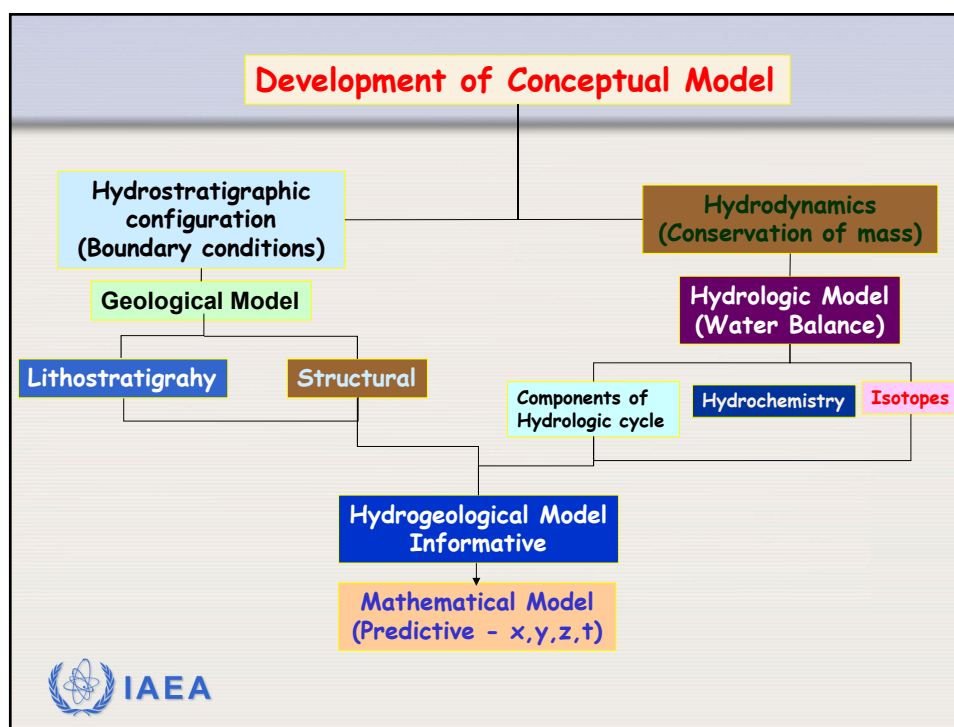 Development of Conceptual Model
Hydrostratigraphic
configuration
(Boundary conditions)
Hydrodynamics
(Conservation of mass)
Geological Model
Hydrologic Model
(Water Balance)
Lithostratigrahy
Structural
Components of
Hydrologic cycle
Hydrochemistry
Isotopes
Hydrogeological Model
Informative
Mathematical Model
(Predictive - x,y,z,t)
IAEA